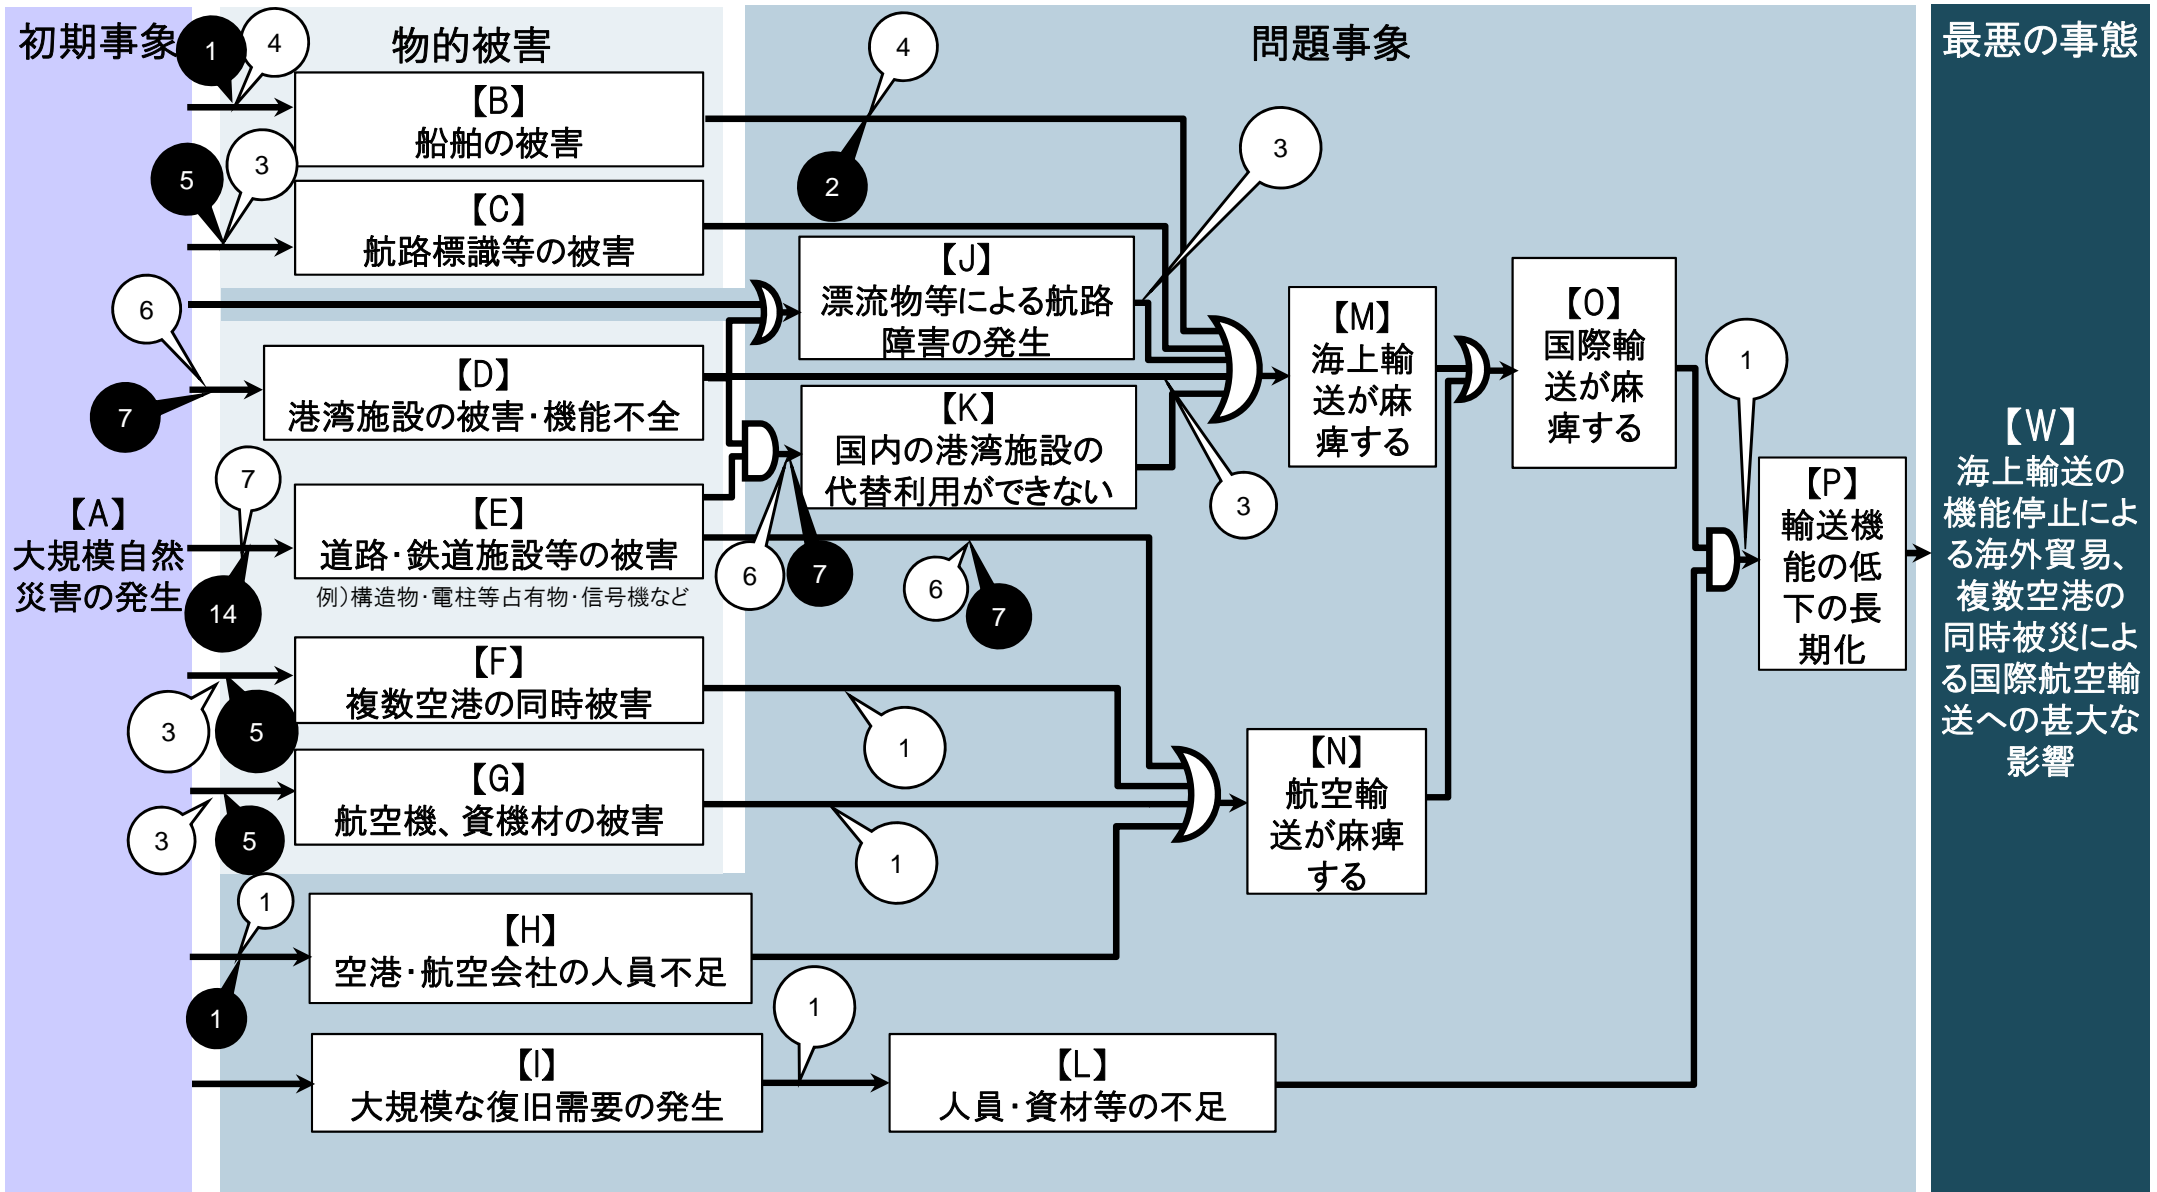 初期事象
物的被害
問題事象
最悪の事態
1
4
4
【B】
船舶の被害
5
3
2
3
【C】
航路標識等の被害
6
【J】
漂流物等による航路
障害の発生
7
【D】
港湾施設の被害・機能不全
【K】
国内の港湾施設の
代替利用ができない
3
【M】
海上輸
送が麻
痺する
【O】
国際輸
送が麻
痺する
1
【A】
大規模自然
災害の発生
7
14
【E】
道路・鉄道施設等の被害
例）構造物・電柱等占有物・信号機など
6
7
6
7
【P】
輸送機
能の低
下の長
期化
【W】
海上輸送の
機能停止によ
る海外貿易、
複数空港の
同時被災によ
る国際航空輸
送への甚大な
影響
3
5
【F】
複数空港の同時被害
1
3
5
【G】
航空機、資機材の被害
1
【N】
航空輸
送が麻痺
する
1
1
【H】
空港・航空会社の人員不足
1
【I】
大規模な復旧需要の発生
【L】
人員・資材等の不足